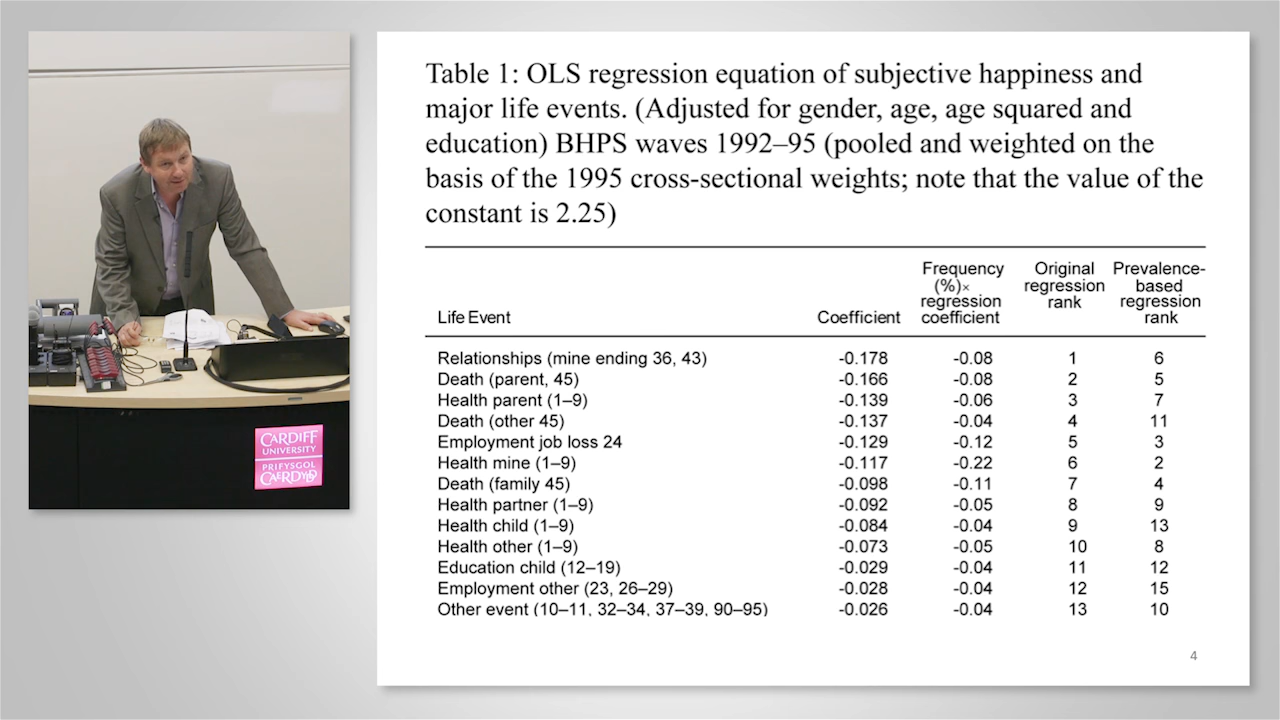 Table 1: OLS regression equation of subjective happiness and
major life events. (Adjusted for gender, age, age squared and
education) BHPS waves 1992–95 (pooled and weighted on the
basis of the 1995 cross-sectional weights; note that the value of the
constant is 2.25)
Life Event Coefficient Frequency (%)× regression coefficient Original regression rank Prevalence-based regression rank
Relationships (mine ending 36, 43) -0.178 -0.08 1 6
Death (parent, 45) -0.166 -0.08 2 5
Health parent (1–9) -0.139 -0.06 3 7
Death (other 45) -0.137 -0.04 4 11
Employment job loss 24 -0.129 -0.12 5 3
Health mine (1–9) -0.117 -0.22 6 2
Death (family 45) -0.098 -0.11 7 4
Health partner (1–9) -0.092 -0.05 8 9
Health child (1–9) -0.084 -0.04 9 13
Health other (1–9) -0.073 -0.05 10 8
Education child (12–19) -0.029 -0.04 11 12
Employment other (23, 26–29) -0.028 -0.04 12 15
Other event (10–11, 32–34, 37–39, 90–95) -0.026 -0.04 13 10
4
CARDIFF
UNIVERSITY
PRIFYSGOL
CAERDYDD